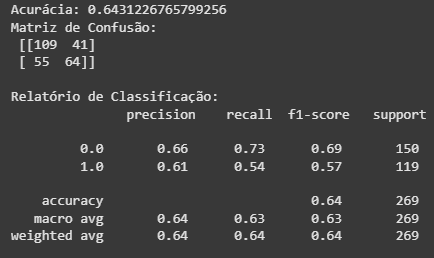 Acurácia: 0.6431226765799256
Matriz de Confusão:
[[109 41]
[ 55 64]]
Relatório de Classificação:
precision recall f1-score support
0.0 0.66 0.73 0.69 150
1.0 0.61 0.54 0.57 119
accuracy 0.64 269
macro avg 0.64 0.63 0.63 269
weighted avg 0.64 0.64 0.64 269